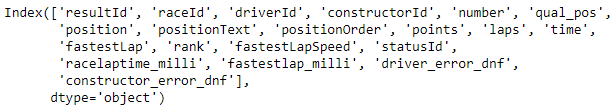 Index(['resultId', 'raceId', 'driverId', 'constructorId', 'number', 'qual_pos',
'position', 'positionText', 'positionOrder', 'points', 'laps', 'time',
'fastestLap', 'rank', 'fastestLapSpeed', 'statusId',
'racelaptime_milli', 'fastestlap_milli', 'driver_error_dnf',
'constructor_error_dnf'],
dtype='object')